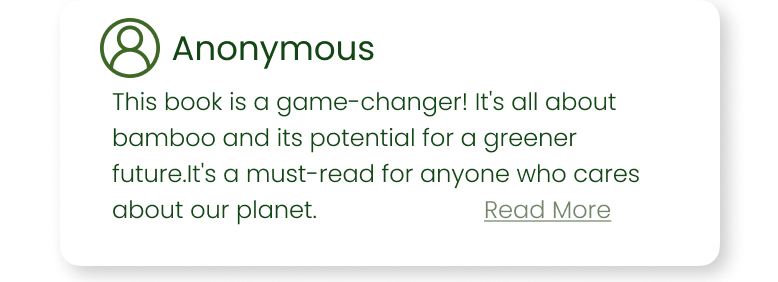 Anonymous
This book is a game-changer! It's all about
bamboo and its potential for a greener
future.It's a must-read for anyone who cares
about our planet. Read More